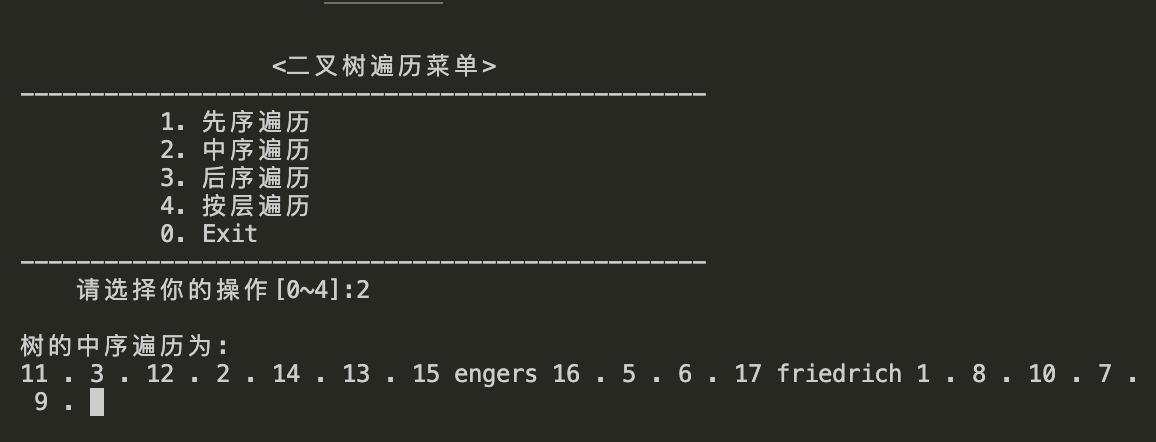 <二叉树遍历菜单>
-------------------------------------------------
1. 先序遍历
2. 中序遍历
3. 后序遍历
4. 按层遍历
0. Exit
-------------------------------------------------
请选择你的操作[0~4]:2
树的中序遍历为:
11 . 3 . 12 . 2 . 14 . 13 . 15 engers 16 . 5 . 6 . 17 friedrich 1 . 8 . 10 . 7 .
9 .